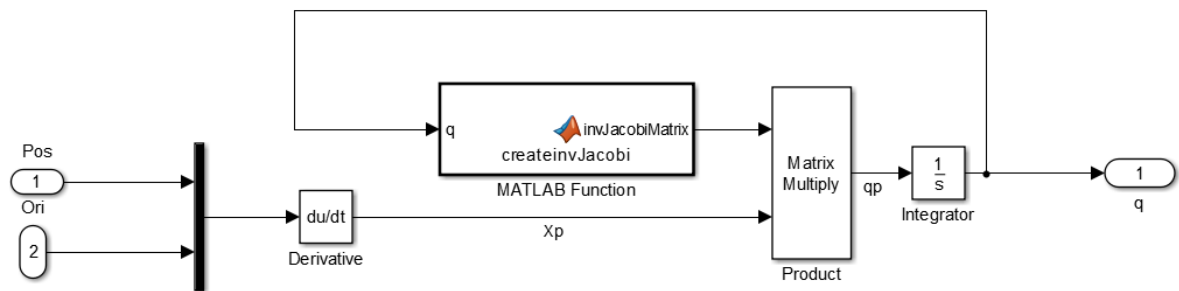 Pos
1
Ori
2
du/dt
Derivative
Xp
q
invJacobiMatrix
createinvJacobi
MATLAB Function
Matrix
Multiply
Product
qp
1
s
Integrator
1
q